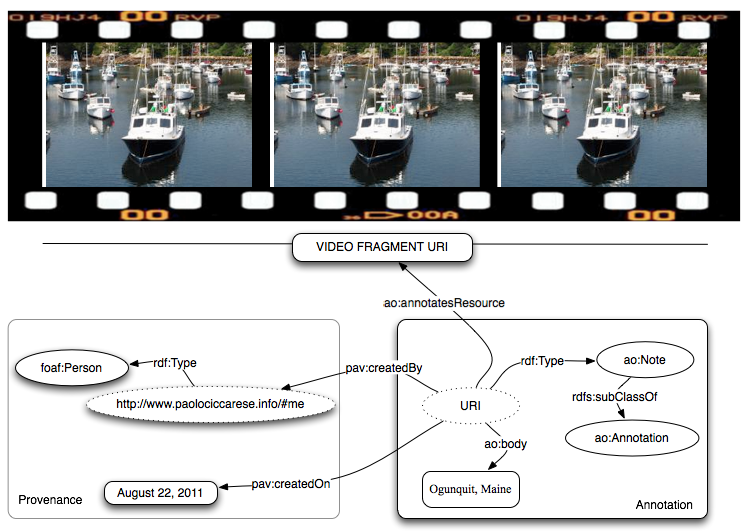 OI9HJ4 00 RVP OI9HJ4 00 RVP
00 00A 00
VIDEO FRAGMENT URI
ao:annotatesResource
foaf:Person
rdf:Type
pav:createdBy
rdf:Type
ao:Note
http://www.paolociccarese.info/#me
URI
rdfs:subClassOf
ao:Annotation
ao:body
pav:createdOn
August 22, 2011
Ogunquit, Maine
Provenance
Annotation